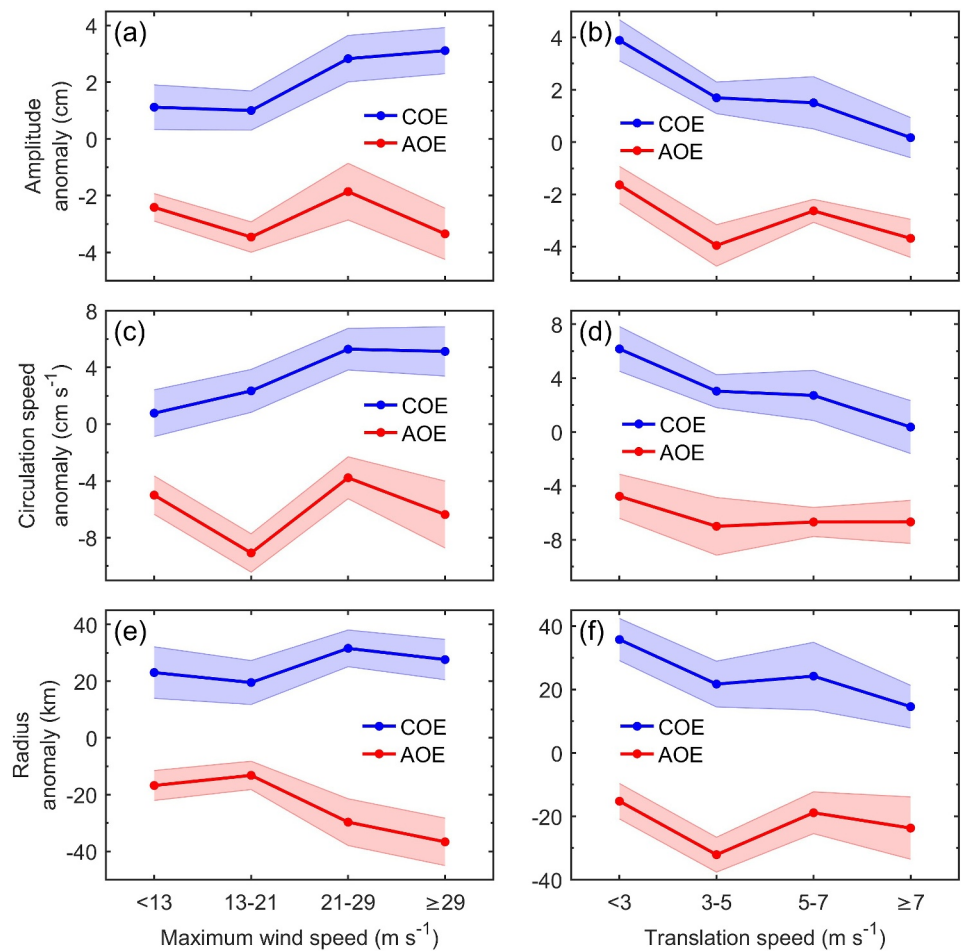 (a)
4
2
0
-2
-4
Amplitude
anomaly (cm)
COE
AOE
(b)
4
2
0
-2
-4
COE
AOE
(c)
8
4
0
-4
-8
Circulation speed
anomaly (cm s⁻¹)
COE
AOE
(d)
8
4
0
-4
-8
COE
AOE
(e)
40
20
0
-20
-40
Radius
anomaly (km)
COE
AOE
<13 13-21 21-29 ≥29
Maximum wind speed (m s⁻¹)
(f)
40
20
0
-20
-40
COE
AOE
<3 3-5 5-7 ≥7
Translation speed (m s⁻¹)